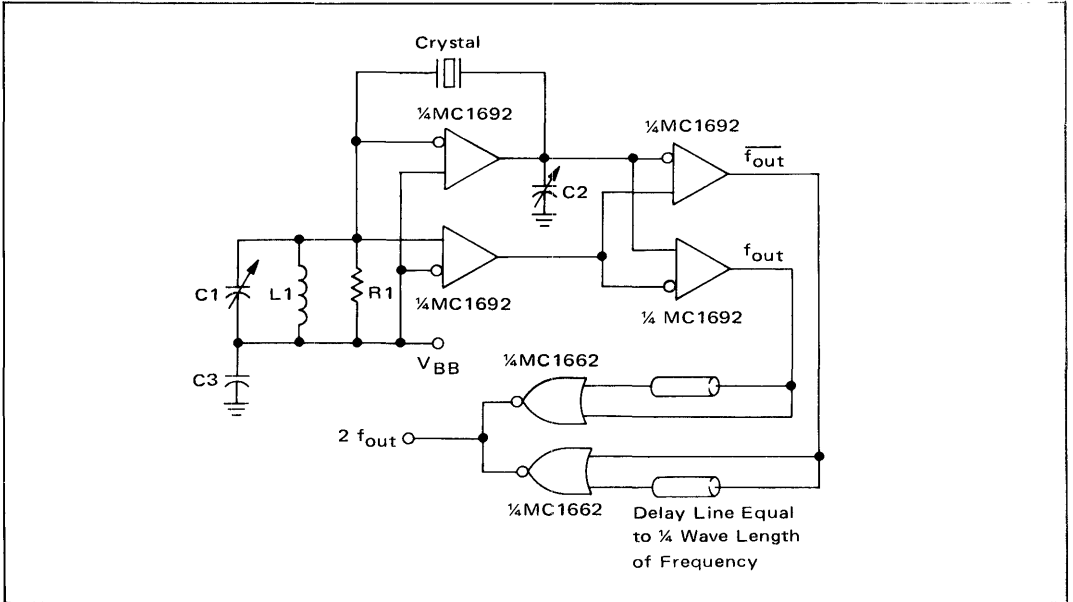 Crystal
¼MC1692
¼MC1692
f̅o̅u̅t̅
C2
fout
C1
L1
R1
¼MC1692
¼ MC1692
VBB
¼MC1662
C3
2 fout
¼MC1662
Delay Line Equal
to ¼ Wave Length
of Frequency